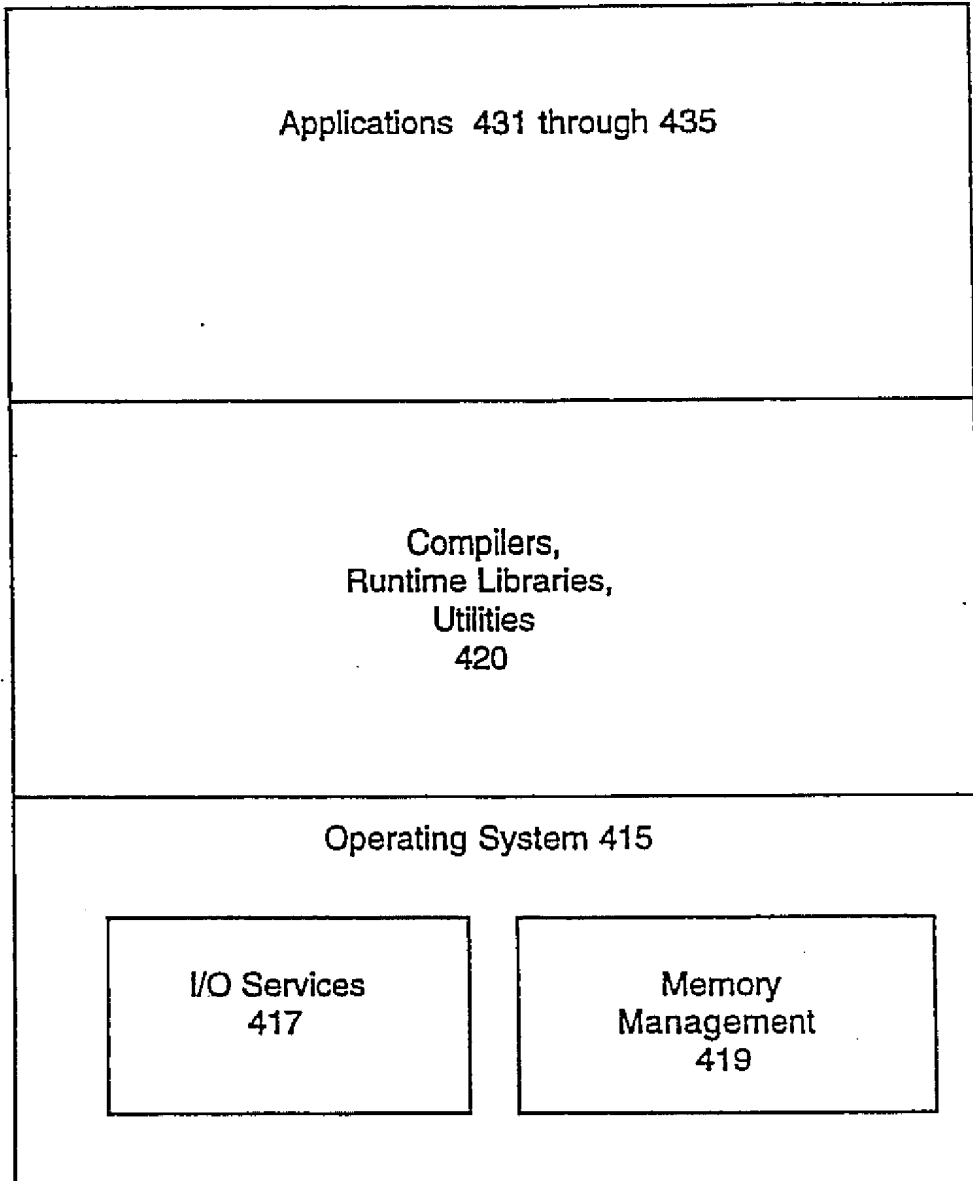 Applications 431 through 435
Compilers,
Runtime Libraries,
Utilities
420
Operating System 415
I/O Services
417
Memory
Management
419